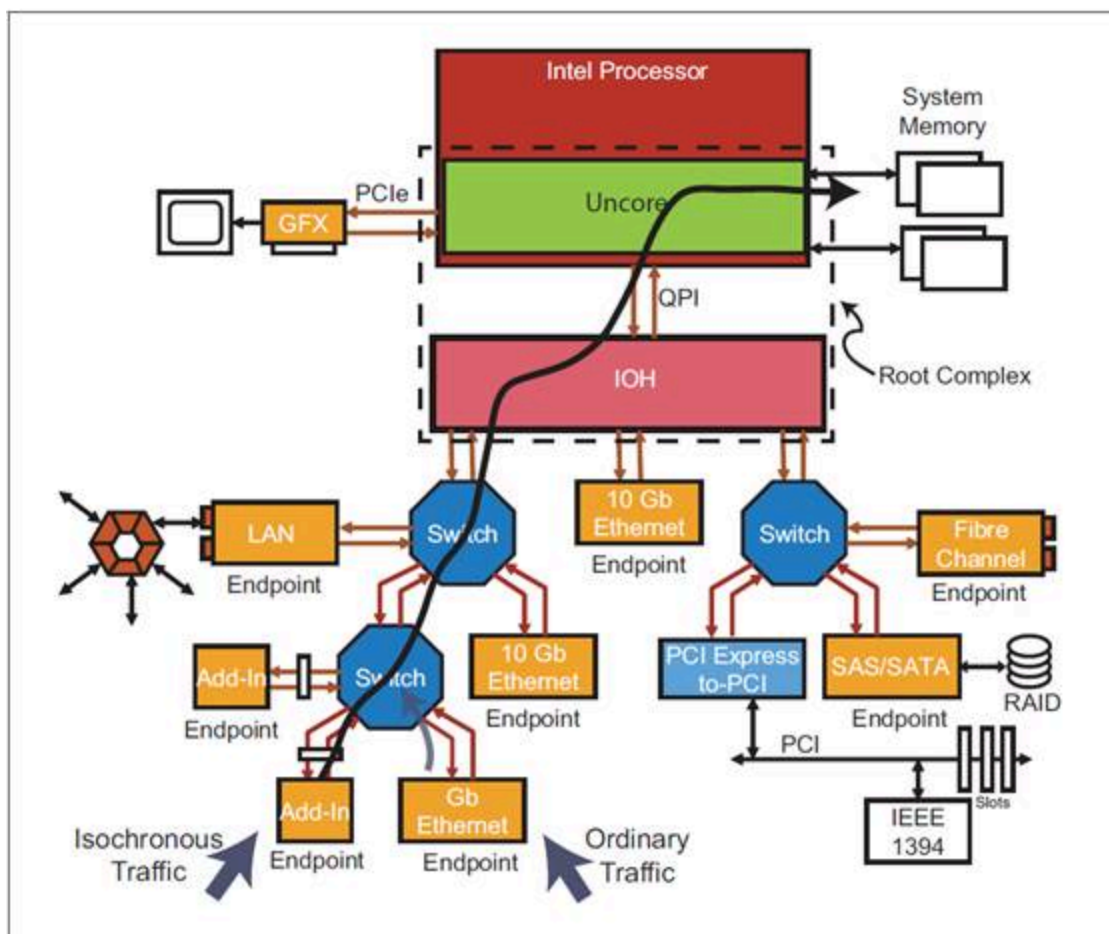 Intel Processor
System
Memory
PCIe
GFX
Uncore
QPI
IOH
Root Complex
LAN
Endpoint
Switch
10 Gb
Ethernet
Endpoint
Switch
Fibre
Channel
Endpoint
Add-In
Endpoint
Switch
10 Gb
Ethernet
Endpoint
PCI Express
to-PCI
SAS/SATA
Endpoint
RAID
PCI
Slots
IEEE
1394
Isochronous
Traffic
Add-In
Endpoint
Gb
Ethernet
Endpoint
Ordinary
Traffic